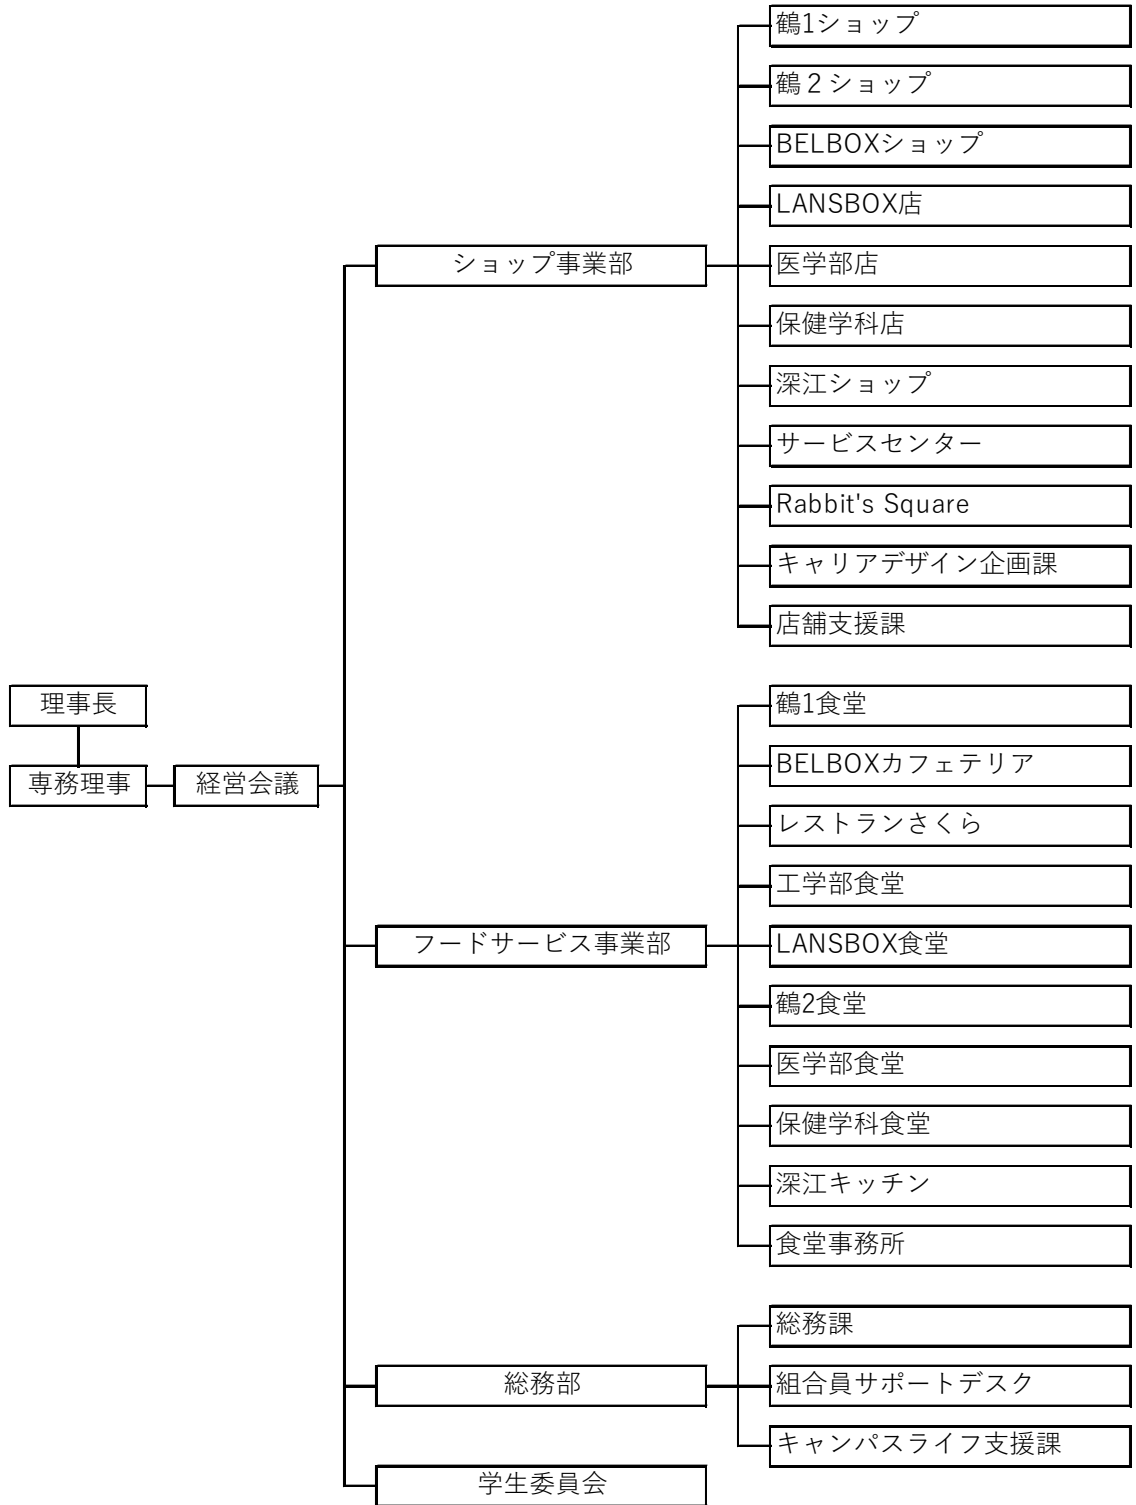 鶴1ショップ
鶴２ショップ
BELBOXショップ
LANSBOX店
ショップ事業部
医学部店
保健学科店
深江ショップ
サービスセンター
Rabbit's Square
キャリアデザイン企画課
店舗支援課
理事長
専務理事
経営会議
鶴1食堂
BELBOXカフェテリア
レストランさくら
工学部食堂
フードサービス事業部
LANSBOX食堂
鶴2食堂
医学部食堂
保健学科食堂
深江キッチン
食堂事務所
総務課
総務部
組合員サポートデスク
キャンパスライフ支援課
学生委員会